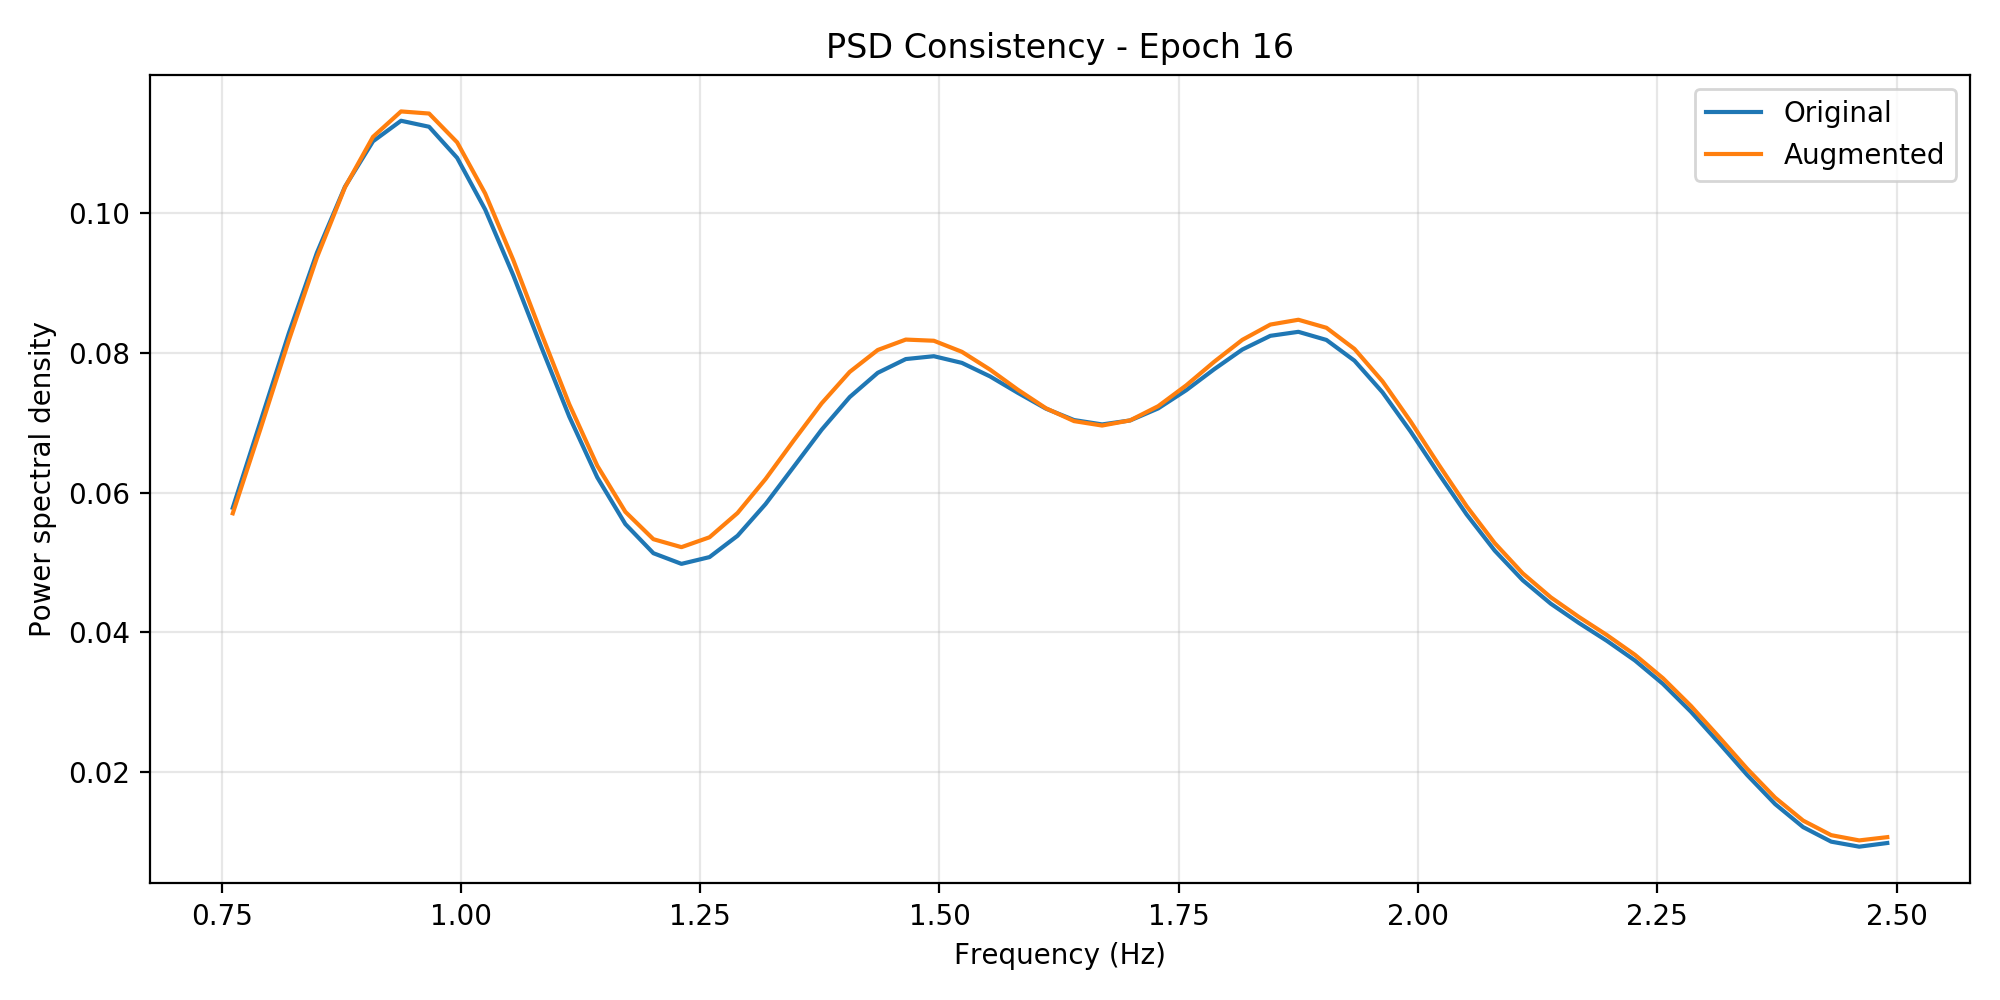 PSD Consistency - Epoch 16
Original
Augmented
Power spectral density
0.10
0.08
0.06
0.04
0.02
0.75 1.00 1.25 1.50 1.75 2.00 2.25 2.50
Frequency (Hz)